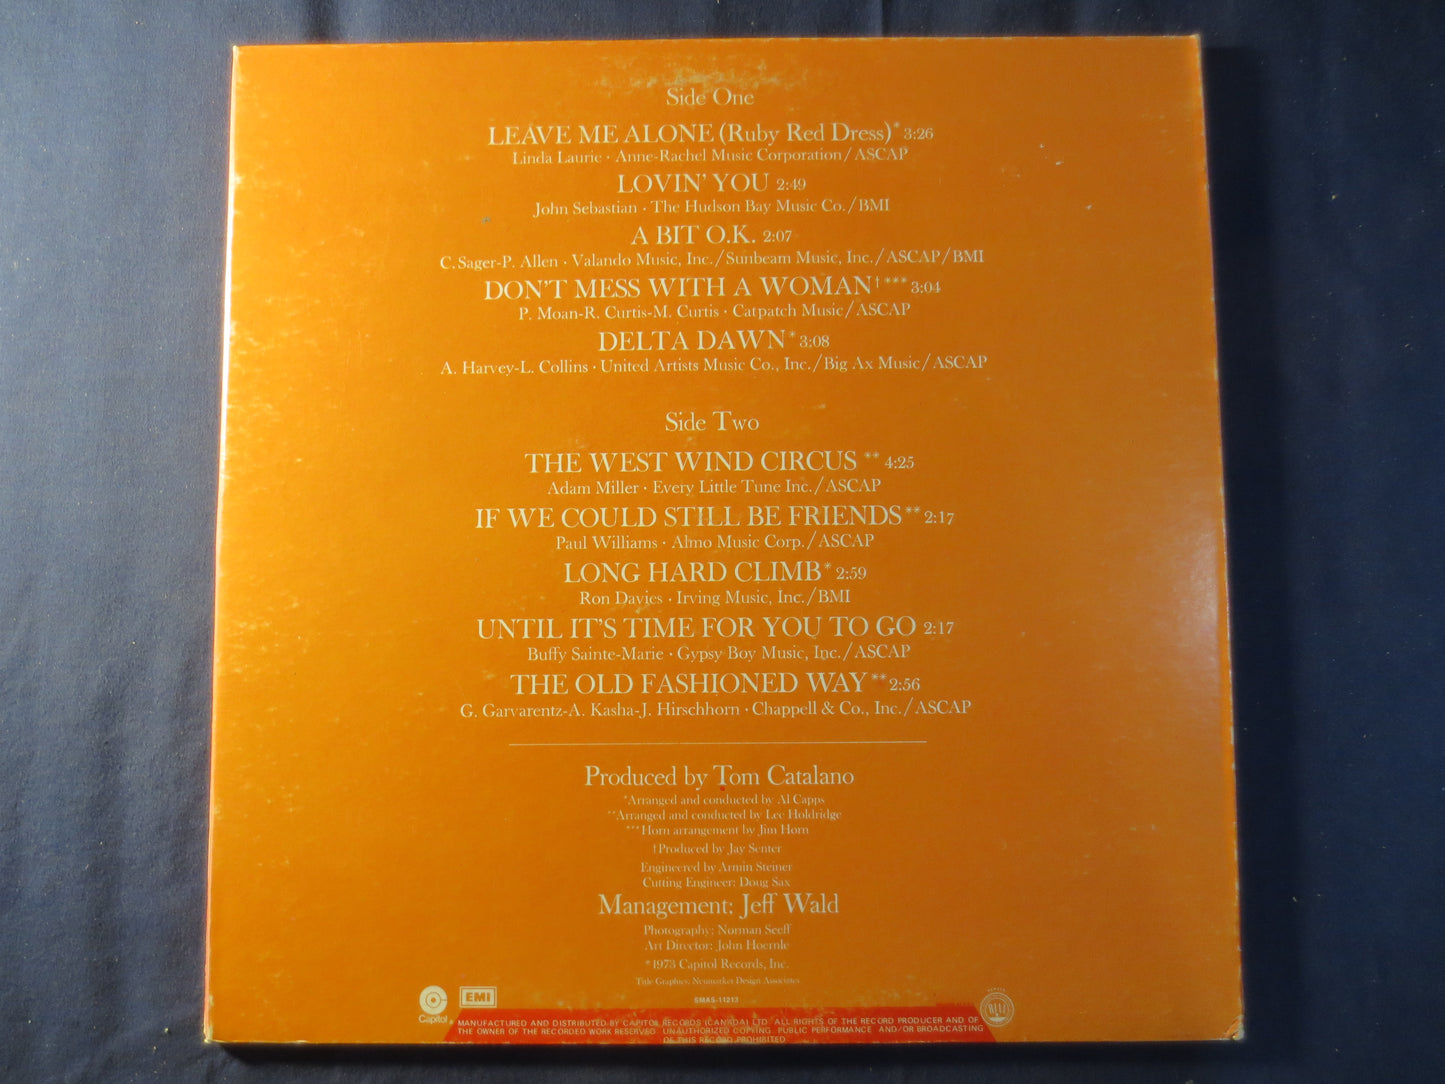 Side One
LEAVE ME ALONE (Ruby Red Dress)* 3:26
Linda Laurie · Anne-Rachel Music Corporation/ASCAP
LOVIN' YOU 2:49
John Sebastian · The Hudson Bay Music Co./BMI
A BIT O.K. 2:07
C.Sager-P. Allen · Valando Music, Inc./Sunbeam Music, Inc./ASCAP/BMI
DON'T MESS WITH A WOMAN†*** 3:04
P. Moan-R. Curtis-M. Curtis · Catpatch Music/ASCAP
DELTA DAWN* 3:08
A. Harvey-L. Collins · United Artists Music Co., Inc./Big Ax Music/ASCAP
Side Two
THE WEST WIND CIRCUS ** 4:25
Adam Miller · Every Little Tune Inc./ASCAP
IF WE COULD STILL BE FRIENDS** 2:17
Paul Williams · Almo Music Corp./ASCAP
LONG HARD CLIMB* 2:59
Ron Davies · Irving Music, Inc./BMI
UNTIL IT'S TIME FOR YOU TO GO 2:17
Buffy Sainte-Marie · Gypsy Boy Music, Inc./ASCAP
THE OLD FASHIONED WAY** 2:56
G. Garvarentz-A. Kasha-J. Hirschhorn · Chappell & Co., Inc./ASCAP
Produced by Tom Catalano
*Arranged and conducted by Al Capps
**Arranged and conducted by Lee Holdridge
***Horn arrangement by Jim Horn
†Produced by Jay Senter
Engineered by Armin Steiner
Cutting Engineer: Doug Sax
Management: Jeff Wald
Photography: Norman Seeff
Art Director: John Hoernle
℗1973 Capitol Records, Inc.
Title Graphics, Neumarket Design Associates
SMAS-11213
Capitol®
EMI
RIAA
MANUFACTURED AND DISTRIBUTED BY CAPITOL RECORDS (CANADA) LTD. ALL RIGHTS OF THE RECORD PRODUCER AND OF
THE OWNER OF THE RECORDED WORK RESERVED. UNAUTHORIZED COPYING, PUBLIC PERFORMANCE AND/OR BROADCASTING
OF THIS RECORD PROHIBITED